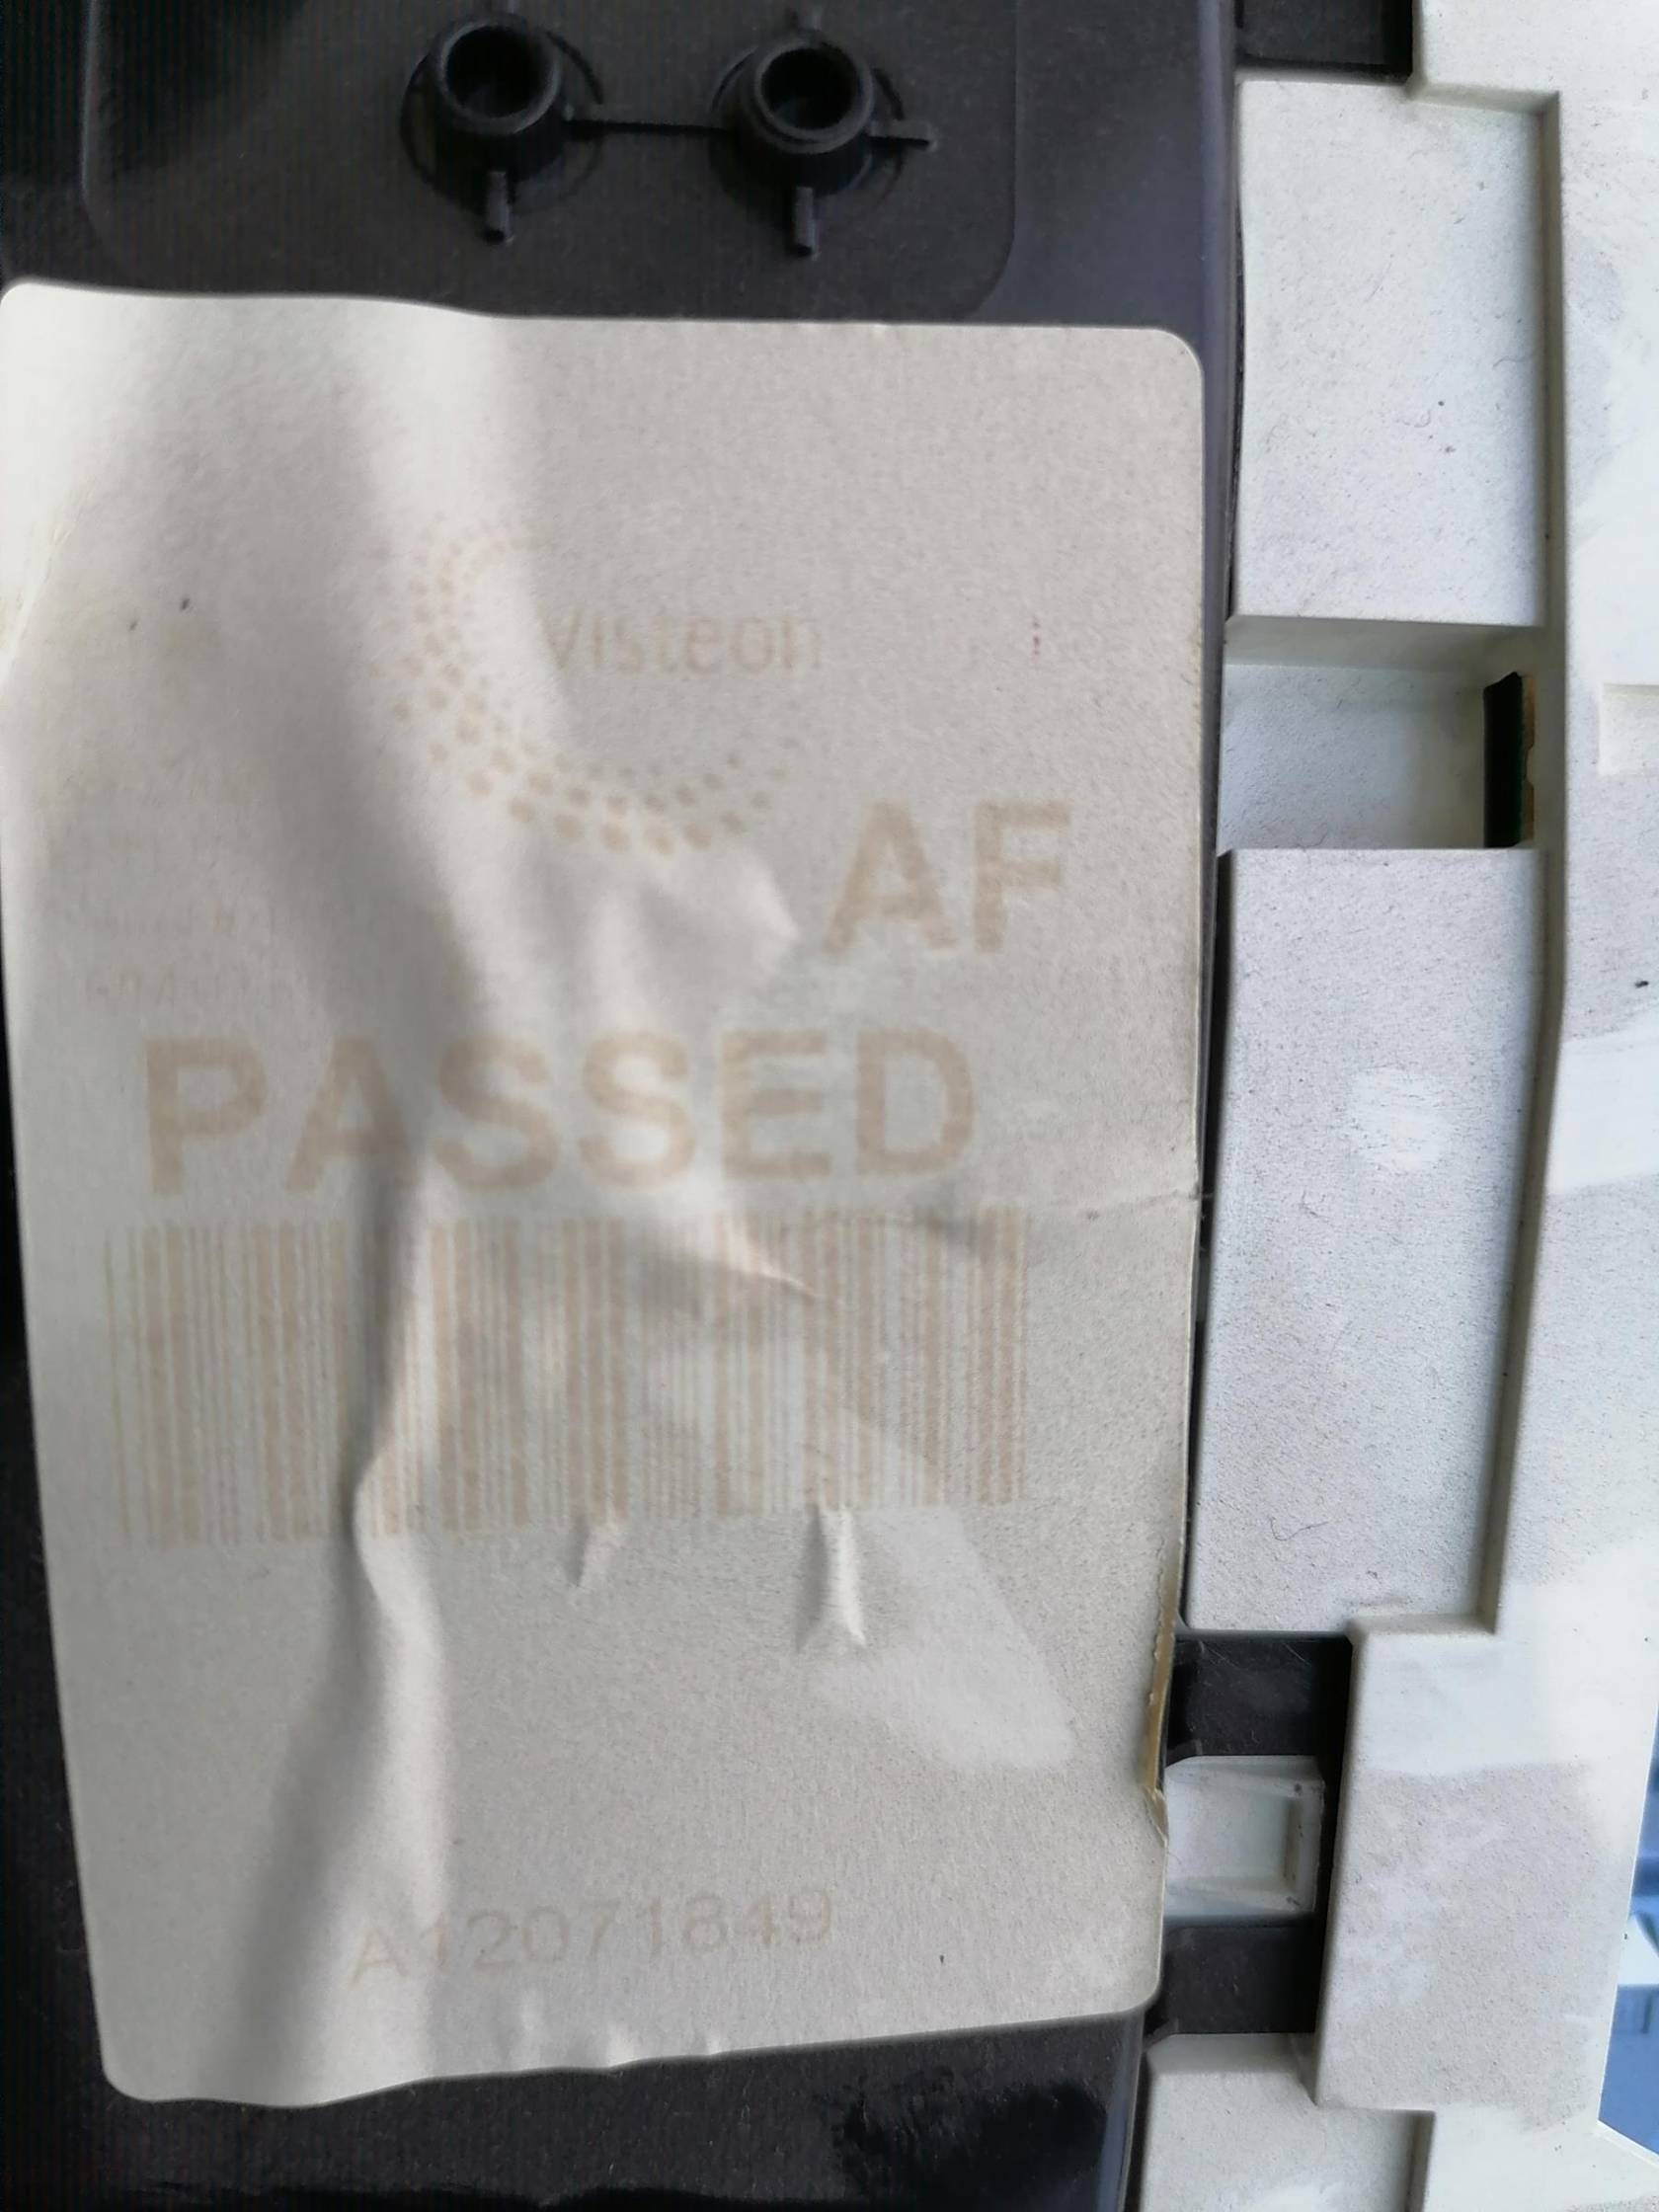 Visteon
AF
PASSED
A12071849